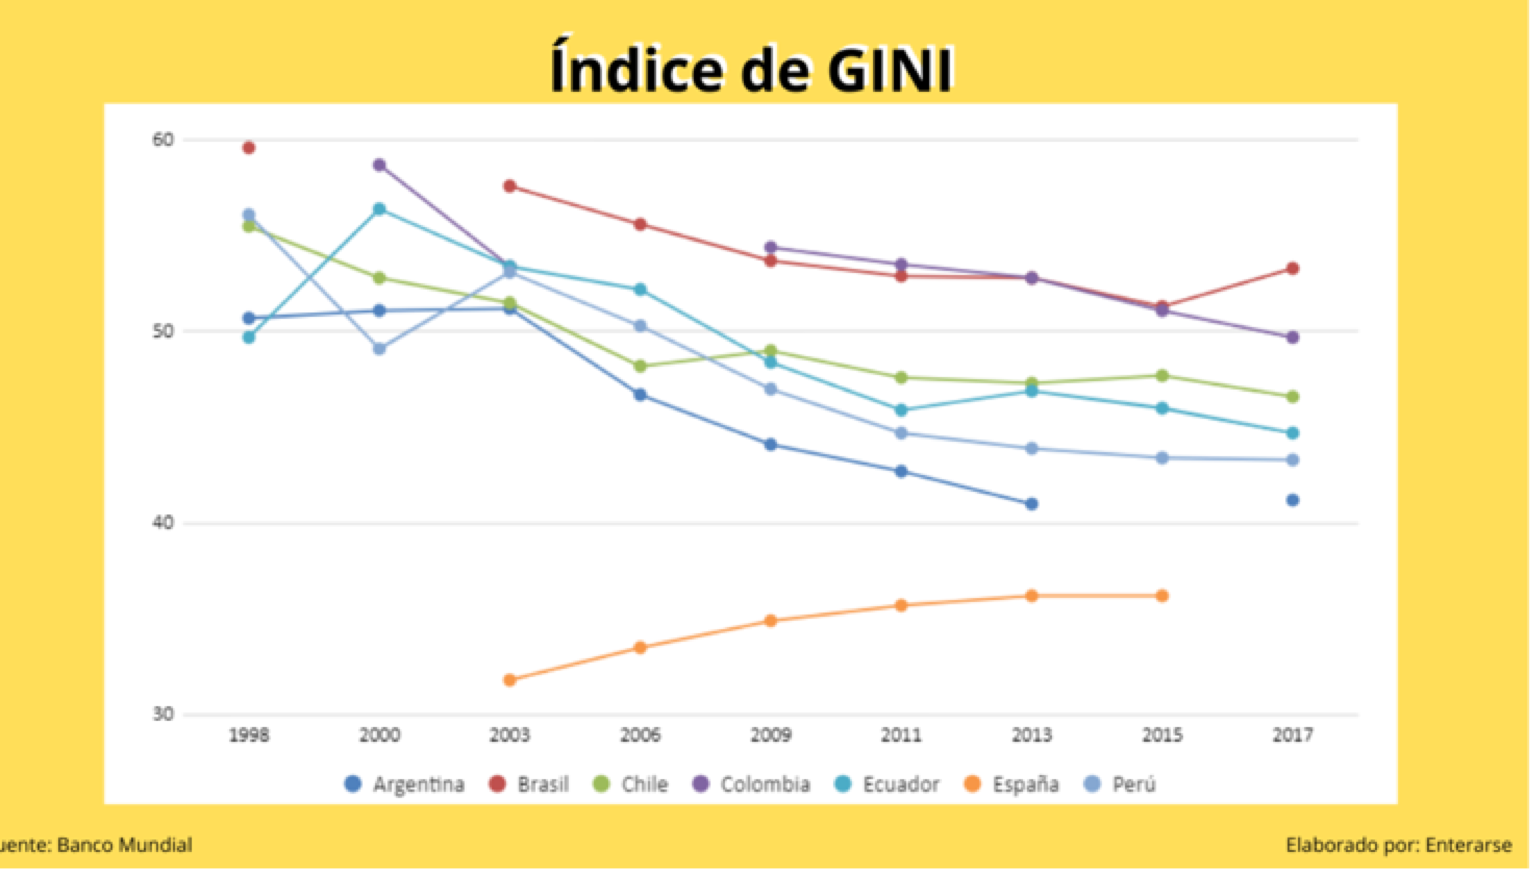 Índice de GINI
60
50
40
30
1998 2000 2003 2006 2009 2011 2013 2015 2017
Argentina Brasil Chile Colombia Ecuador España Perú
uente: Banco Mundial
Elaborado por: Enterarse